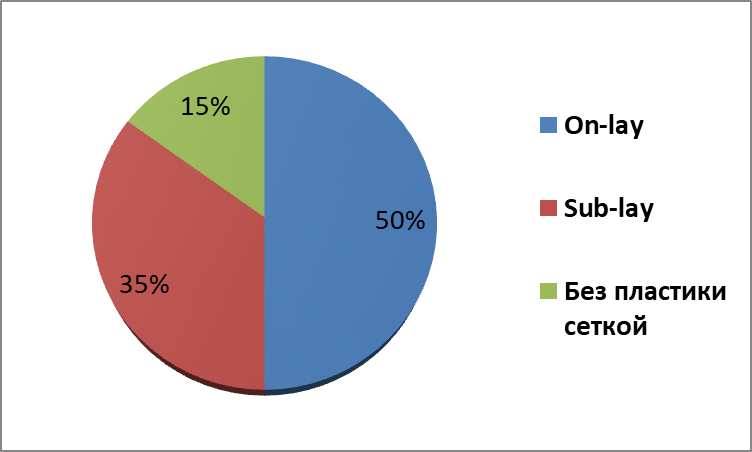 15%
50%
35%
On-lay
Sub-lay
Без пластики
сеткой